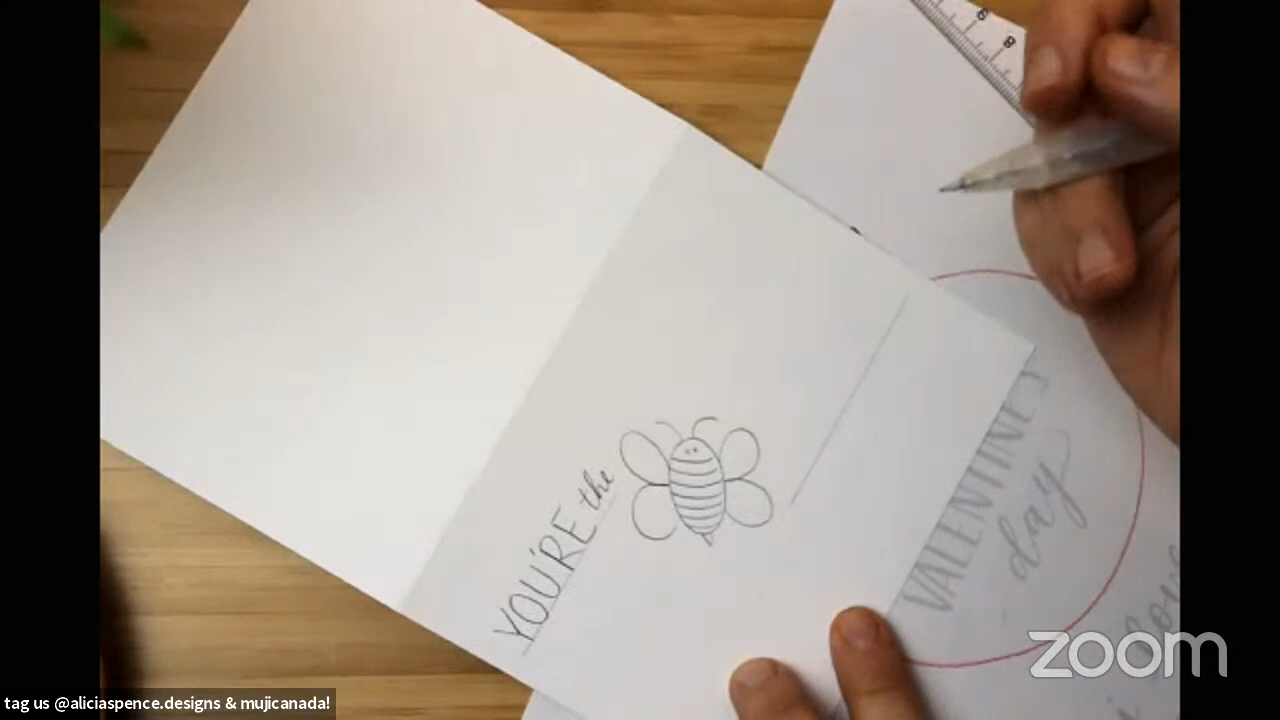 YOU'RE the
VALENTINE'S
day
zoom
tag us @aliciaspence.designs & mujicanada!